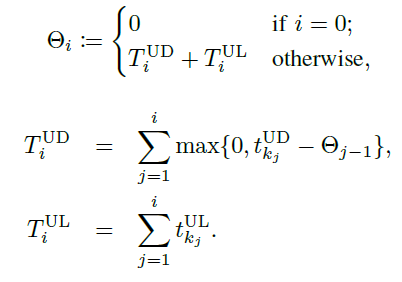 Θ_i := { 0 if i = 0;
T_i^UD + T_i^UL otherwise,
T_i^UD = ∑_{j=1}^{i} max{0, t_{k_j}^UD − Θ_{j−1}},
T_i^UL = ∑_{j=1}^{i} t_{k_j}^UL.